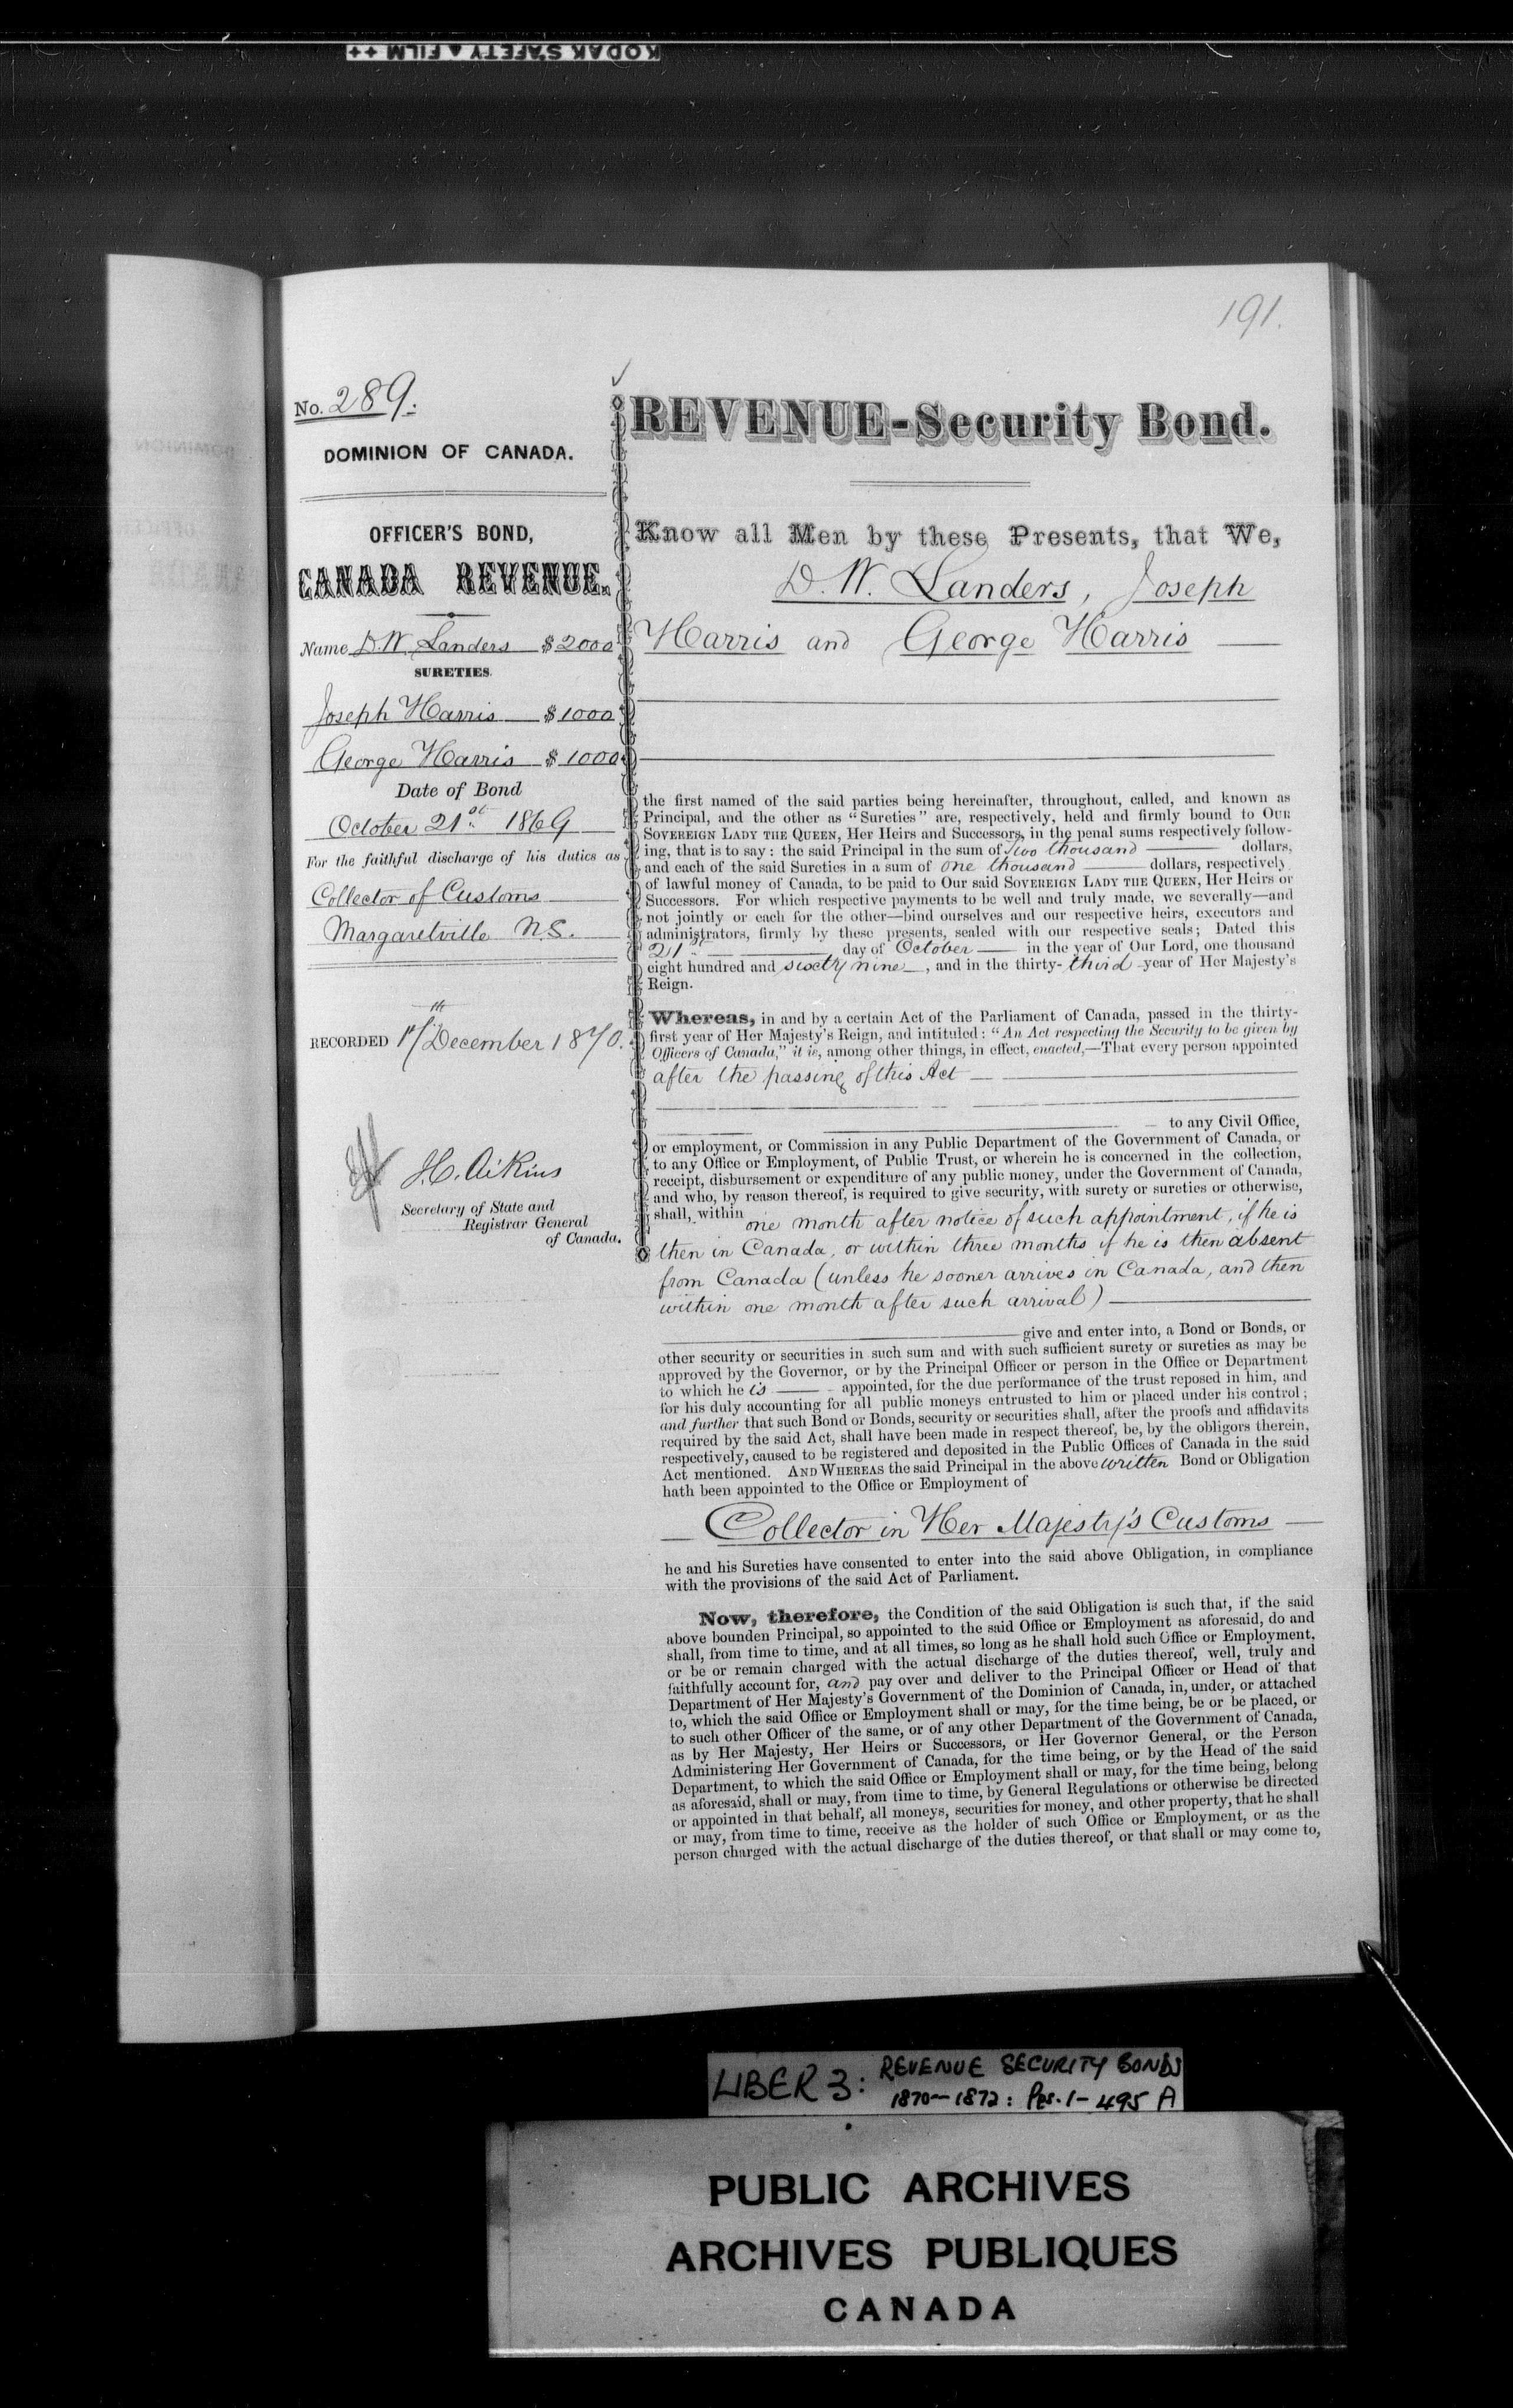 KODAK SAFETY FILM ++
191.
No. 289.
DOMINION OF CANADA.
OFFICER'S BOND,
CANADA REVENUE.
Name D. W. Landers $2000
SURETIES.
Joseph Harris $1000
George Harris $1000
Date of Bond
October 21st 1869
For the faithful discharge of his duties as
Collector of Customs
Margaretville N.S.
RECORDED December 1870.
J.C. Aikins
Secretary of State and
Registrar General
of Canada.
REVENUE-Security Bond.
Know all Men by these Presents, that We,
D. W. Landers, Joseph
Harris and George Harris
the first named of the said parties being hereinafter, throughout, called, and known as
Principal, and the other as "Sureties" are, respectively, held and firmly bound to OUR
SOVEREIGN LADY THE QUEEN, Her Heirs and Successors, in the penal sums respectively follow-
ing, that is to say: the said Principal in the sum of two thousand dollars,
and each of the said Sureties in a sum of one thousand dollars, respectively
of lawful money of Canada, to be paid to Our said SOVEREIGN LADY THE QUEEN, Her Heirs or
Successors. For which respective payments to be well and truly made, we severally—and
not jointly or each for the other—bind ourselves and our respective heirs, executors and
administrators, firmly by these presents, sealed with our respective seals; Dated this
21st day of October in the year of Our Lord, one thousand
eight hundred and sixty nine, and in the thirty-third year of Her Majesty's
Reign.
Whereas, in and by a certain Act of the Parliament of Canada, passed in the thirty-
first year of Her Majesty's Reign, and intituled: "An Act respecting the Security to be given by
Officers of Canada," it is, among other things, in effect, enacted,—That every person appointed
after the passing of this Act
to any Civil Office,
or employment, or Commission in any Public Department of the Government of Canada, or
to any Office or Employment, of Public Trust, or wherein he is concerned in the collection,
receipt, disbursement or expenditure of any public money, under the Government of Canada,
and who, by reason thereof, is required to give security, with surety or sureties or otherwise,
shall, within one month after notice of such appointment, if he is
then in Canada, or within three months if he is then absent
from Canada (unless he sooner arrives in Canada, and then
within one month after such arrival)
give and enter into, a Bond or Bonds, or
other security or securities in such sum and with such sufficient surety or sureties as may be
approved by the Governor, or by the Principal Officer or person in the Office or Department
to which he is appointed, for the due performance of the trust reposed in him, and
for his duly accounting for all public moneys entrusted to him or placed under his control;
and further that such Bond or Bonds, security or securities shall, after the proofs and affidavits
required by the said Act, shall have been made in respect thereof, be, by the obligors therein,
respectively, caused to be registered and deposited in the Public Offices of Canada in the said
Act mentioned. AND WHEREAS the said Principal in the above written Bond or Obligation
hath been appointed to the Office or Employment of
Collector in Her Majesty's Customs
he and his Sureties have consented to enter into the said above Obligation, in compliance
with the provisions of the said Act of Parliament.
Now, therefore, the Condition of the said Obligation is such that, if the said
above bounden Principal, so appointed to the said Office or Employment as aforesaid, do and
shall, from time to time, and at all times, so long as he shall hold such Office or Employment,
or be or remain charged with the actual discharge of the duties thereof, well, truly and
faithfully account for, and pay over and deliver to the Principal Officer or Head of that
Department of Her Majesty's Government of the Dominion of Canada, in, under, or attached
to, which the said Office or Employment shall or may, for the time being, be or be placed, or
to such other Officer of the same, or of any other Department of the Government of Canada,
as by Her Majesty, Her Heirs or Successors, or Her Governor General, or the Person
Administering Her Government of Canada, for the time being, or by the Head of the said
Department, to which the said Office or Employment shall or may, for the time being, belong
as aforesaid, shall or may, from time to time, by General Regulations or otherwise be directed
or appointed in that behalf, all moneys, securities for money, and other property, that he shall
or may, from time to time, receive as the holder of such Office or Employment, or as the
person charged with the actual discharge of the duties thereof, or that shall or may come to,
LIBER 3: REVENUE SECURITY BONDS
1870-1872: Pgs. 1-495 A
PUBLIC ARCHIVES
ARCHIVES PUBLIQUES
CANADA